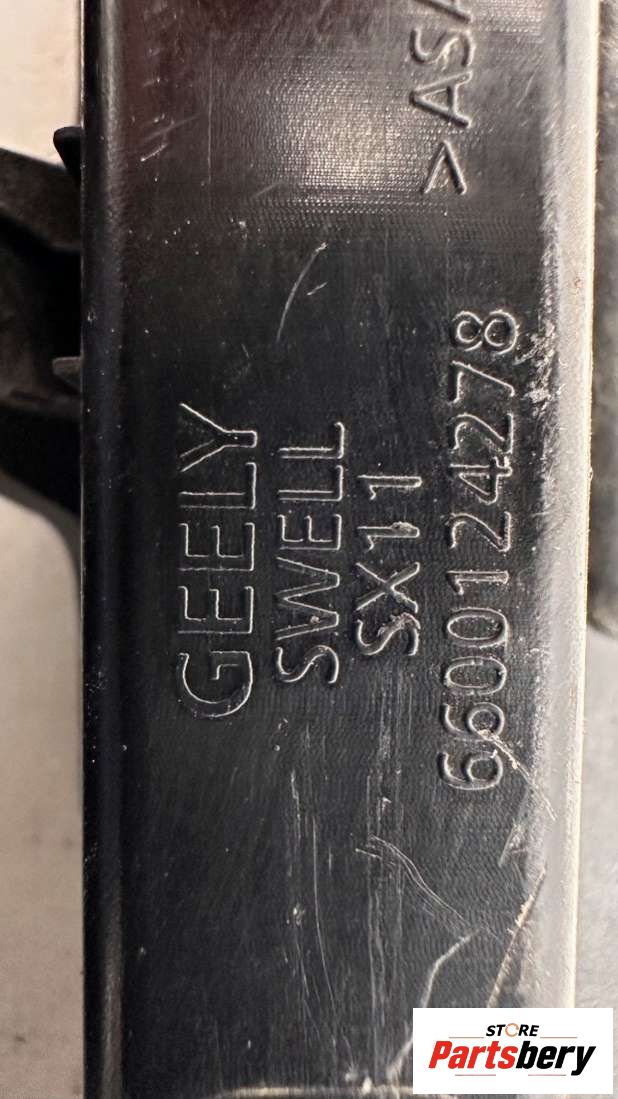 >ASA
GEELY
SWELL
SX11
6600124278
STORE
Partsbery